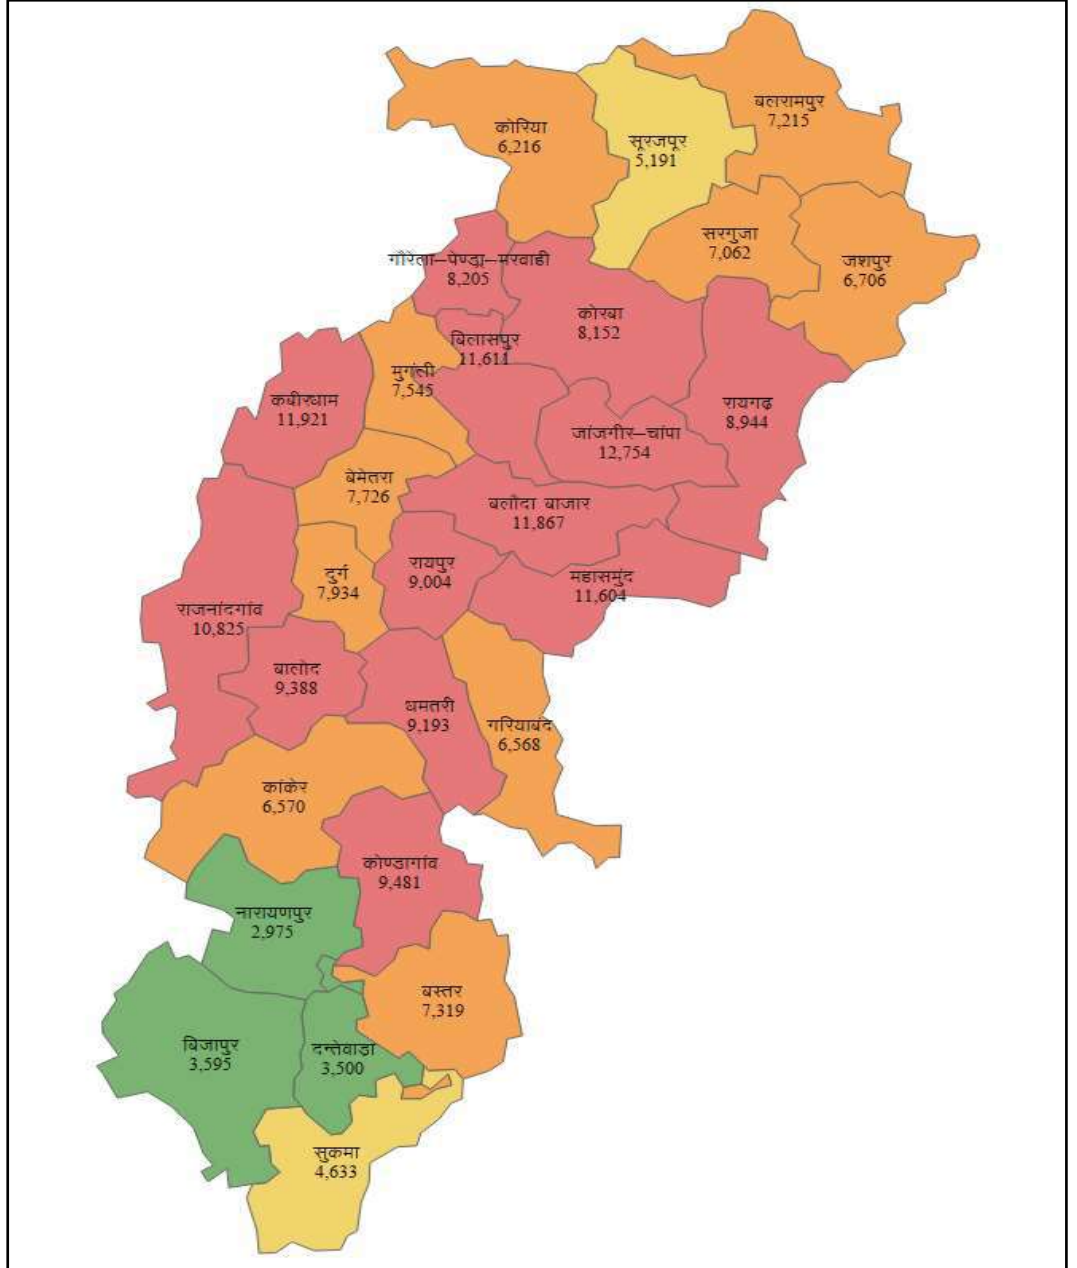 बलरामपुर
7,215
कोरिया
6,216
सूरजपूर
5,191
सरगुजा
7,062
जशपुर
6,706
गौरेला–पेण्ड्रा–मरवाही
8,205
कोरबा
8,152
बिलासपुर
11,611
मुगंली
7,545
कबीरधाम
11,921
रायगढ
8,944
जांजगीर–चांपा
12,754
बेमेतरा
7,726
बलौदा बाजार
11,867
रायपुर
9,004
दुर्ग
7,934
महासमुंद
11,604
राजनांदगांव
10,825
बालोद
9,388
धमतरी
9,193
गरियाबंद
6,568
कांकेर
6,570
कोण्डागांव
9,481
नारायणपुर
2,975
बस्तर
7,319
बिजापुर
3,595
दन्तेवाड़ा
3,500
सुकमा
4,633